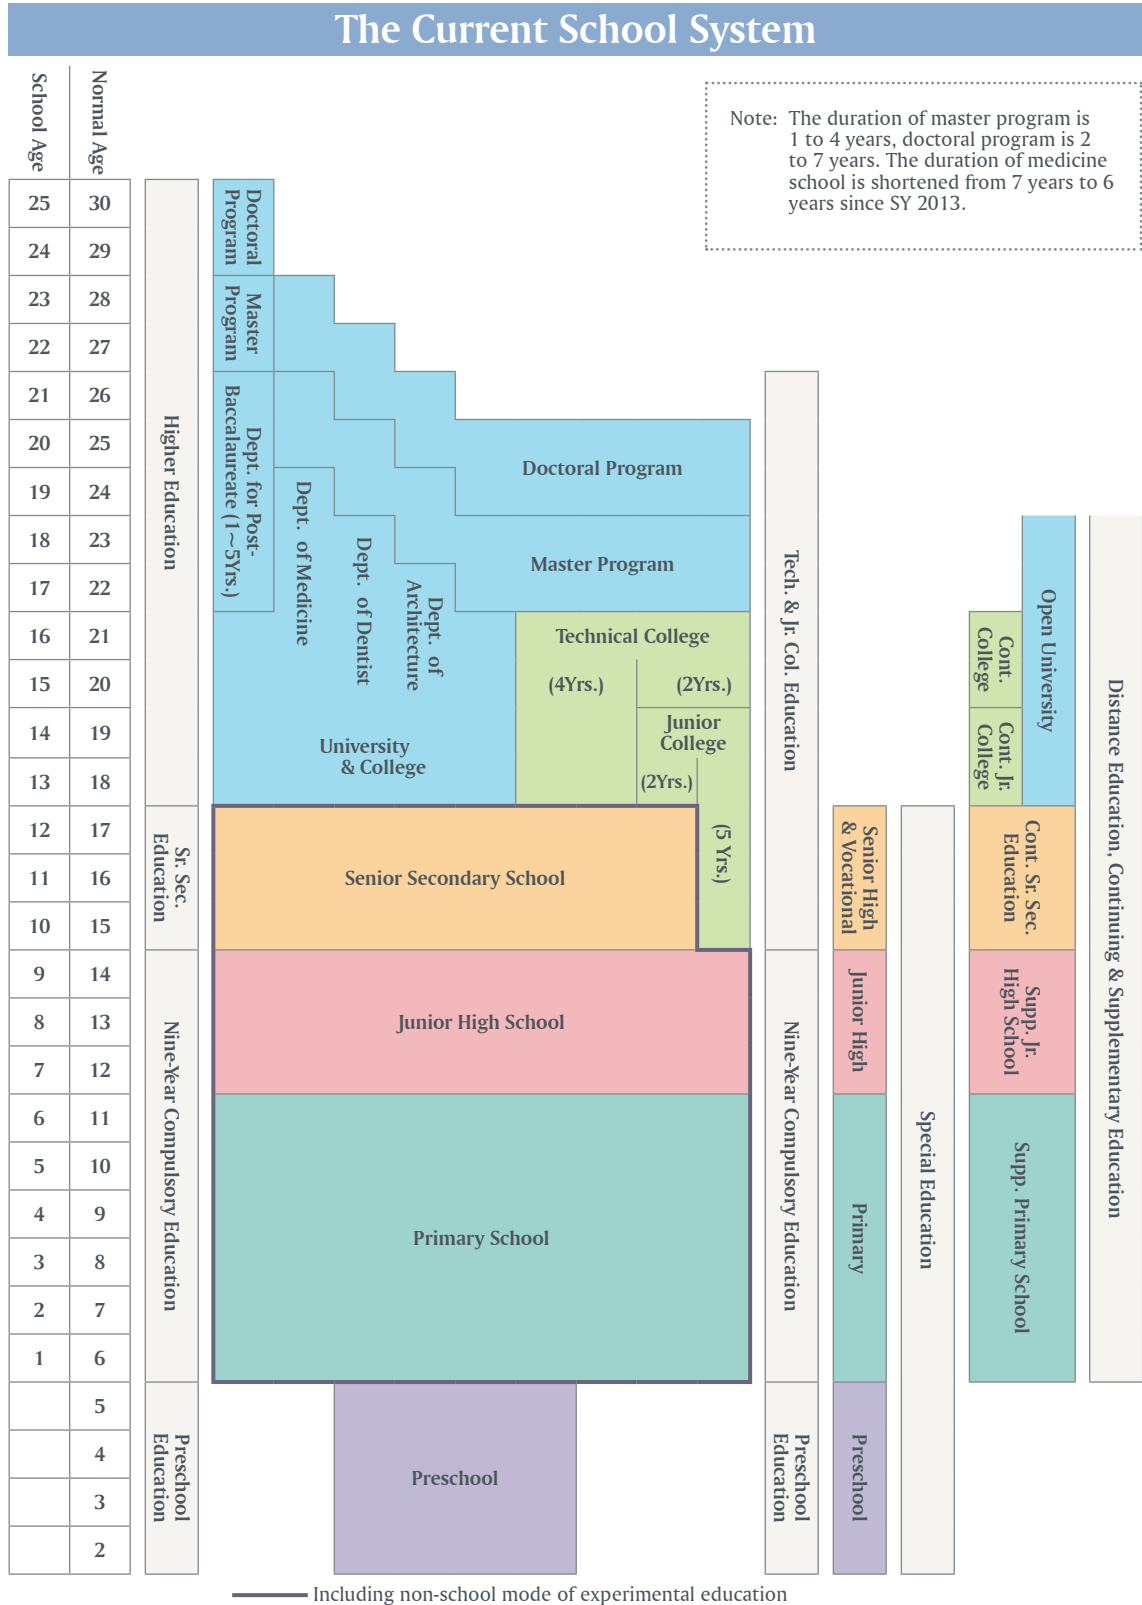 The Current School System
School Age
Normal Age
Note: The duration of master program is
1 to 4 years, doctoral program is 2
to 7 years. The duration of medicine
school is shortened from 7 years to 6
years since SY 2013.
25 30
24 29
23 28
22 27
21 26
20 25
19 24
18 23
17 22
16 21
15 20
14 19
13 18
12 17
11 16
10 15
9 14
8 13
7 12
6 11
5 10
4 9
3 8
2 7
1 6
5
4
3
2
Higher Education
Sr. Sec.
Education
Nine-Year Compulsory Education
Preschool
Education
Doctoral
Program
Master
Program
Dept. for Post-
Baccalaureate (1~5Yrs.)
Dept. of Medicine
Dept. of Dentist
Dept. of
Architecture
Doctoral Program
Master Program
University
& College
Technical College
(4Yrs.)
(2Yrs.)
Junior
College
(2Yrs.)
(5 Yrs.)
Senior Secondary School
Junior High School
Primary School
Preschool
Tech. & Jr. Col. Education
Nine-Year Compulsory Education
Preschool
Education
Senior High
& Vocational
Junior High
Primary
Preschool
Special Education
Cont.
College
Cont. Jr.
College
Open University
Cont. Sr. Sec.
Education
Supp. Jr.
High School
Supp. Primary School
Distance Education, Continuing & Supplementary Education
Including non-school mode of experimental education